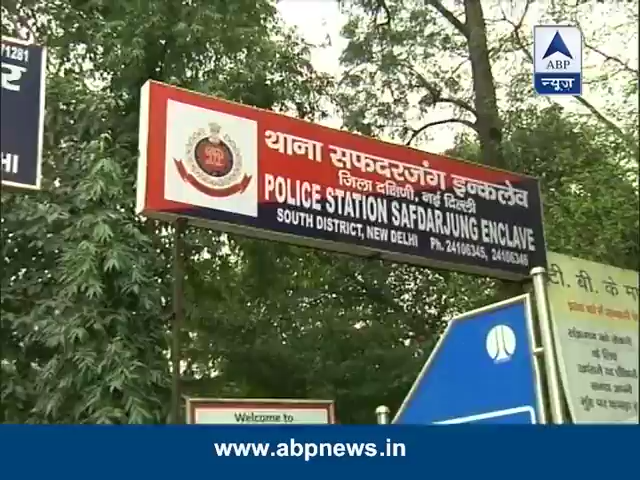 71281
ABP
न्यूज़
थाना सफदरजंग इन्कलेव
जिला दक्षिणी, नई दिल्ली
POLICE STATION SAFDARJUNG ENCLAVE
SOUTH DISTRICT, NEW DELHI Ph. 24106345, 24106346
टी. बी. के
Welcome to
www.abpnews.in